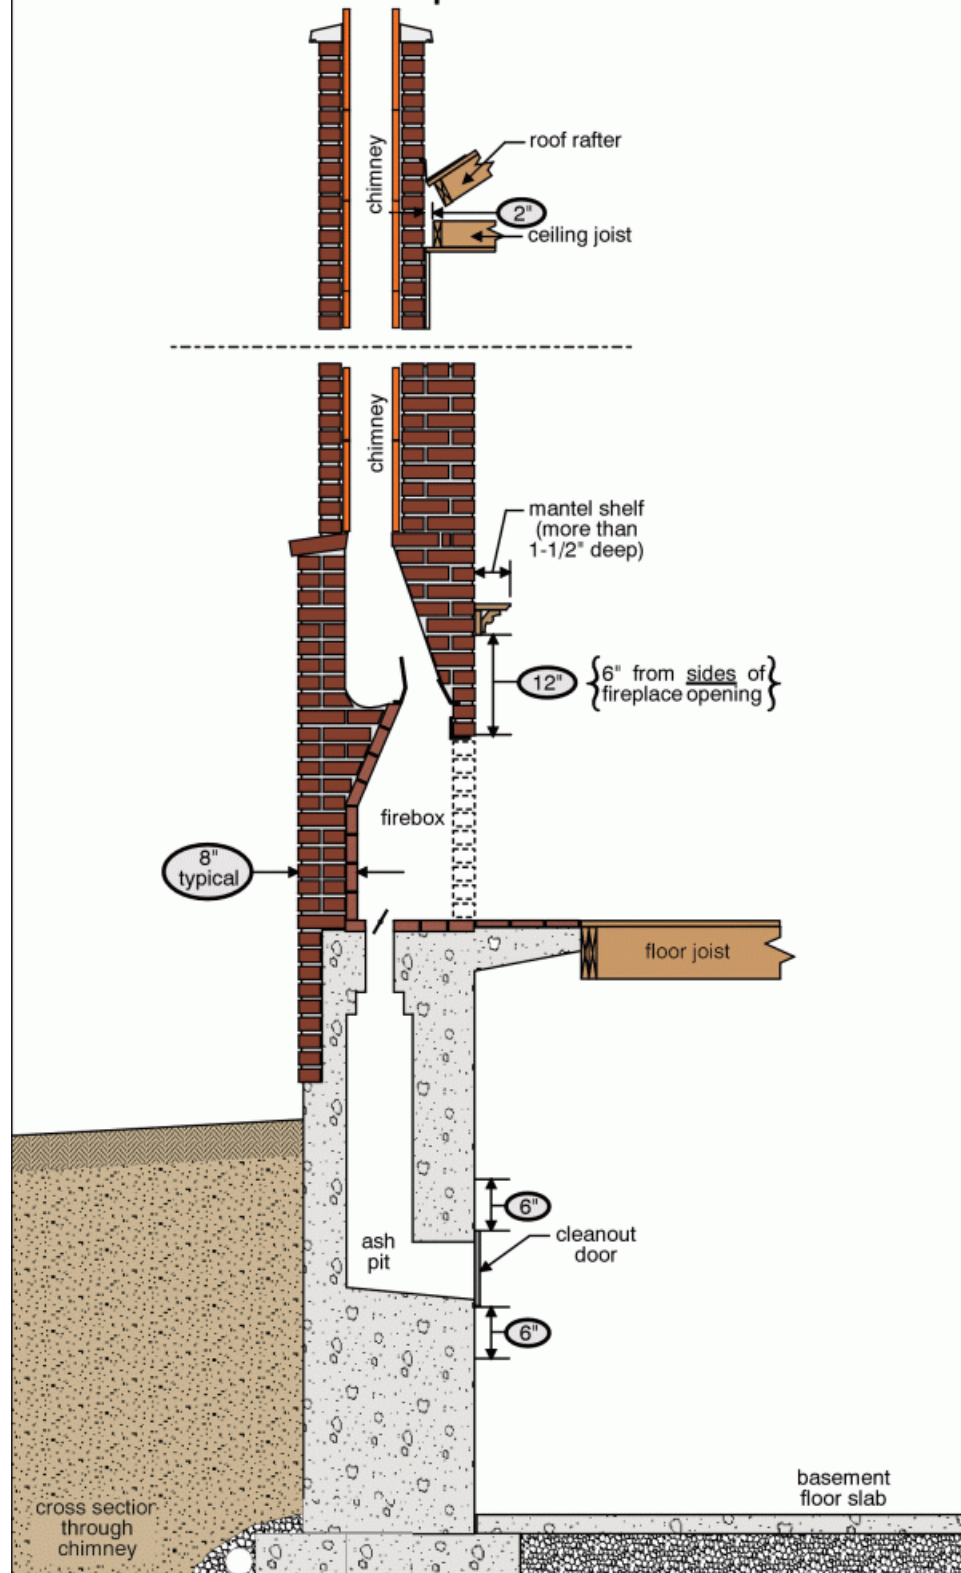 chimney
roof rafter
2"
ceiling joist
chimney
mantel shelf
(more than
1-1/2" deep)
12"
6" from sides of
fireplace opening
firebox
8"
typical
floor joist
6"
cleanout
door
ash
pit
6"
basement
floor slab
cross section
through
chimney